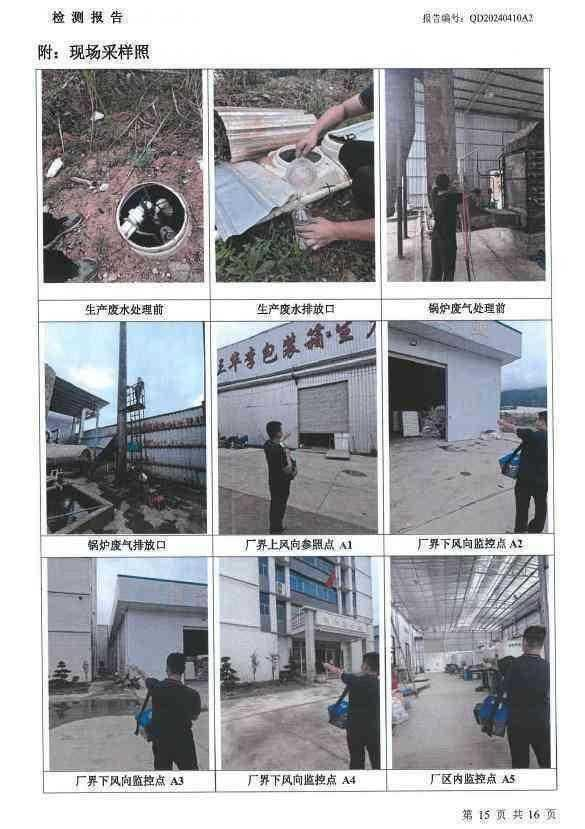 检测报告
报告编号：QD20240410A2
附：现场采样照
生产废水处理前
生产废水排放口
锅炉废气处理前
包装箱·生
锅炉废气排放口
厂界上风向参照点 A1
厂界下风向监控点 A2
厂界下风向监控点 A3
厂界下风向监控点 A4
厂区内监控点 A5
第 15 页 共 16 页